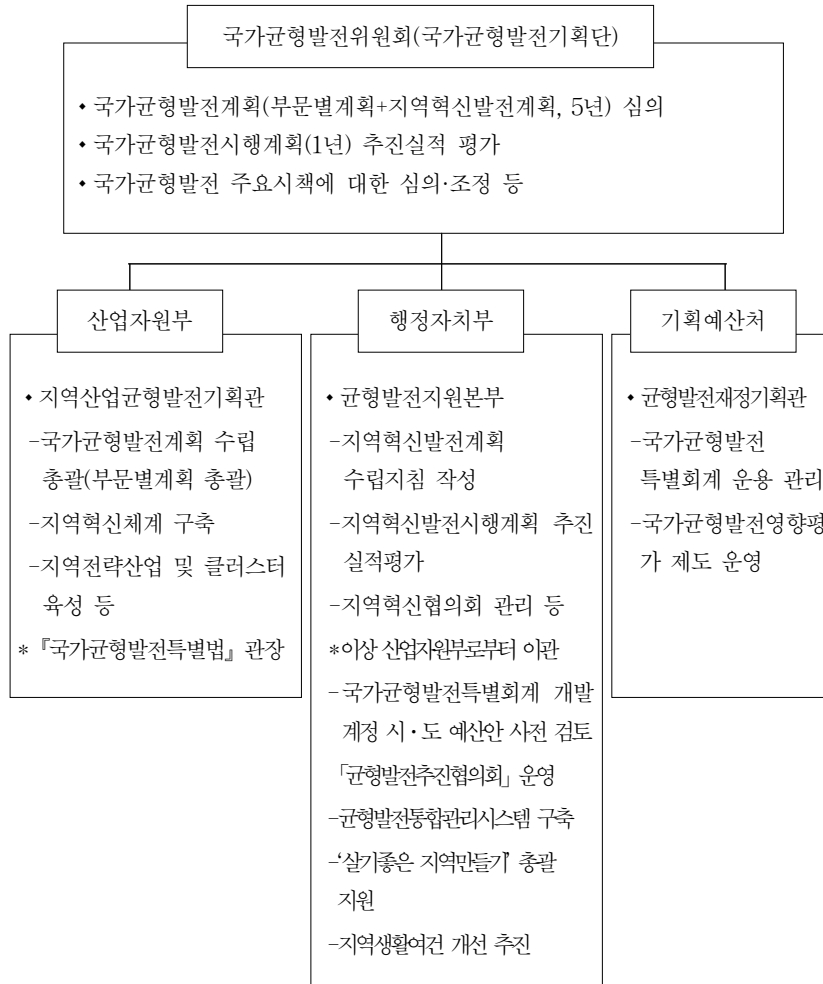 국가균형발전위원회(국가균형발전기획단)
◆ 국가균형발전계획(부문별계획+지역혁신발전계획, 5년) 심의
◆ 국가균형발전시행계획(1년) 추진실적 평가
◆ 국가균형발전 주요시책에 대한 심의·조정 등
산업자원부
◆ 지역산업균형발전기획관
-국가균형발전계획 수립
총괄(부문별계획 총괄)
-지역혁신체계 구축
-지역전략산업 및 클러스터
육성 등
* 『국가균형발전특별법』 관장
행정자치부
◆ 균형발전지원본부
-지역혁신발전계획
수립지침 작성
-지역혁신발전시행계획 추진
실적평가
-지역혁신협의회 관리 등
*이상 산업자원부로부터 이관
-국가균형발전특별회계 개발
계정 시·도 예산안 사전 검토
「균형발전추진협의회」 운영
-균형발전통합관리시스템 구축
-'살기좋은 지역만들기' 총괄
지원
-지역생활여건 개선 추진
기획예산처
◆ 균형발전재정기획관
-국가균형발전
특별회계 운용 관리
-국가균형발전영향평
가 제도 운영